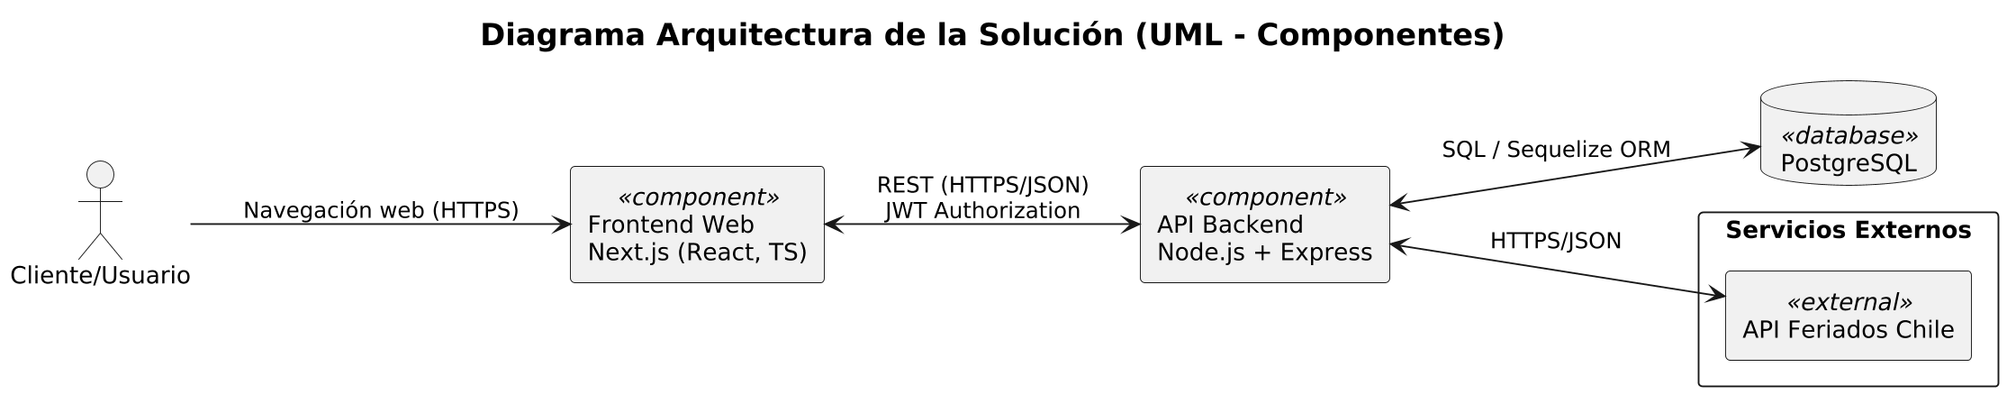 Diagrama Arquitectura de la Solución (UML - Componentes)
Cliente/Usuario
Navegación web (HTTPS)
«component»
Frontend Web
Next.js (React, TS)
REST (HTTPS/JSON)
JWT Authorization
«component»
API Backend
Node.js + Express
SQL / Sequelize ORM
«database»
PostgreSQL
HTTPS/JSON
Servicios Externos
«external»
API Feriados Chile